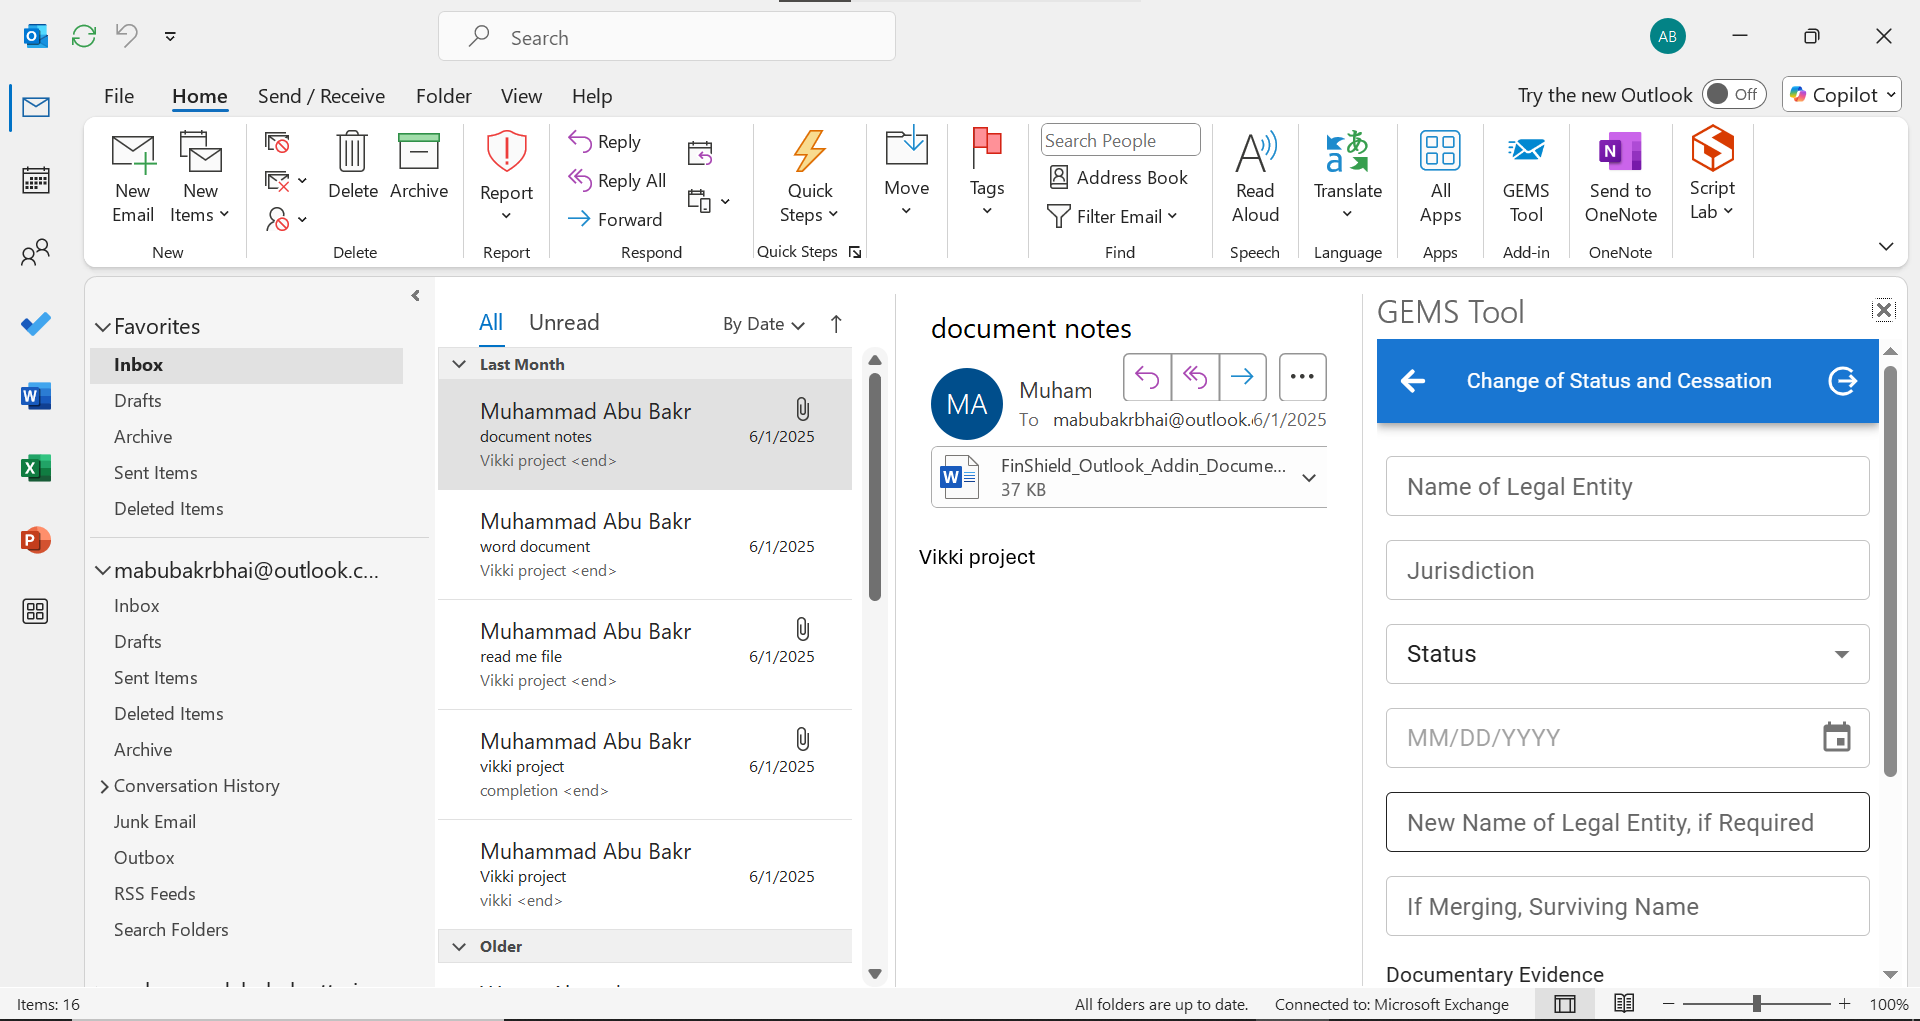 Search
AB
File
Home
Send / Receive
Folder
View
Help
Try the new Outlook
Off
Copilot
New
Email
New
Items
New
Delete
Archive
Delete
Report
Report
Reply
Reply All
Forward
Respond
Quick
Steps
Quick Steps
Move
Tags
Search People
Address Book
Filter Email
Find
Read
Aloud
Speech
Translate
Language
All
Apps
Apps
GEMS
Tool
Add-in
Send to
OneNote
OneNote
Script
Lab
Favorites
Inbox
Drafts
Archive
Sent Items
Deleted Items
mabubakrbhai@outlook.c...
Inbox
Drafts
Sent Items
Deleted Items
Archive
Conversation History
Junk Email
Outbox
RSS Feeds
Search Folders
All
Unread
By Date
Last Month
Muhammad Abu Bakr
document notes
6/1/2025
Vikki project <end>
Muhammad Abu Bakr
word document
6/1/2025
Vikki project <end>
Muhammad Abu Bakr
read me file
6/1/2025
Vikki project <end>
Muhammad Abu Bakr
vikki project
6/1/2025
completion <end>
Muhammad Abu Bakr
Vikki project
6/1/2025
vikki <end>
Older
document notes
MA
Muham
To mabubakrbhai@outlook.
6/1/2025
FinShield_Outlook_Addin_Docume...
37 KB
Vikki project
GEMS Tool
Change of Status and Cessation
Name of Legal Entity
Jurisdiction
Status
MM/DD/YYYY
New Name of Legal Entity, if Required
If Merging, Surviving Name
Documentary Evidence
Items: 16
All folders are up to date.
Connected to: Microsoft Exchange
100%